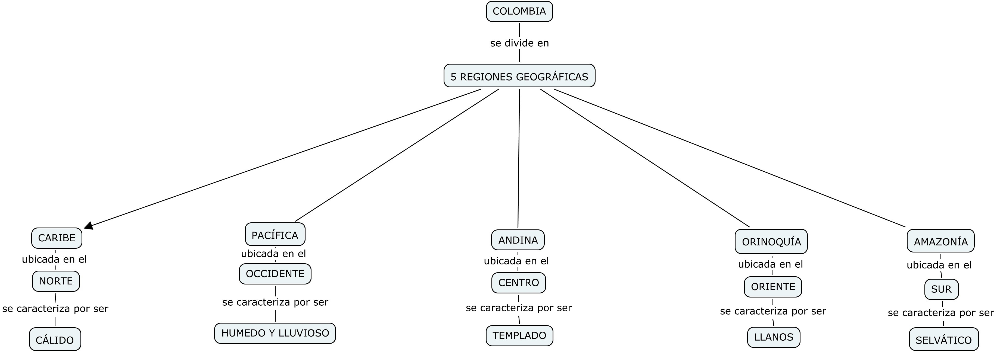 COLOMBIA
se divide en
5 REGIONES GEOGRÁFICAS
CARIBE
ubicada en el
NORTE
se caracteriza por ser
CÁLIDO
PACÍFICA
ubicada en el
OCCIDENTE
se caracteriza por ser
HUMEDO Y LLUVIOSO
ANDINA
ubicada en el
CENTRO
se caracteriza por ser
TEMPLADO
ORINOQUÍA
ubicada en el
ORIENTE
se caracteriza por ser
LLANOS
AMAZONÍA
ubicada en el
SUR
se caracteriza por ser
SELVÁTICO